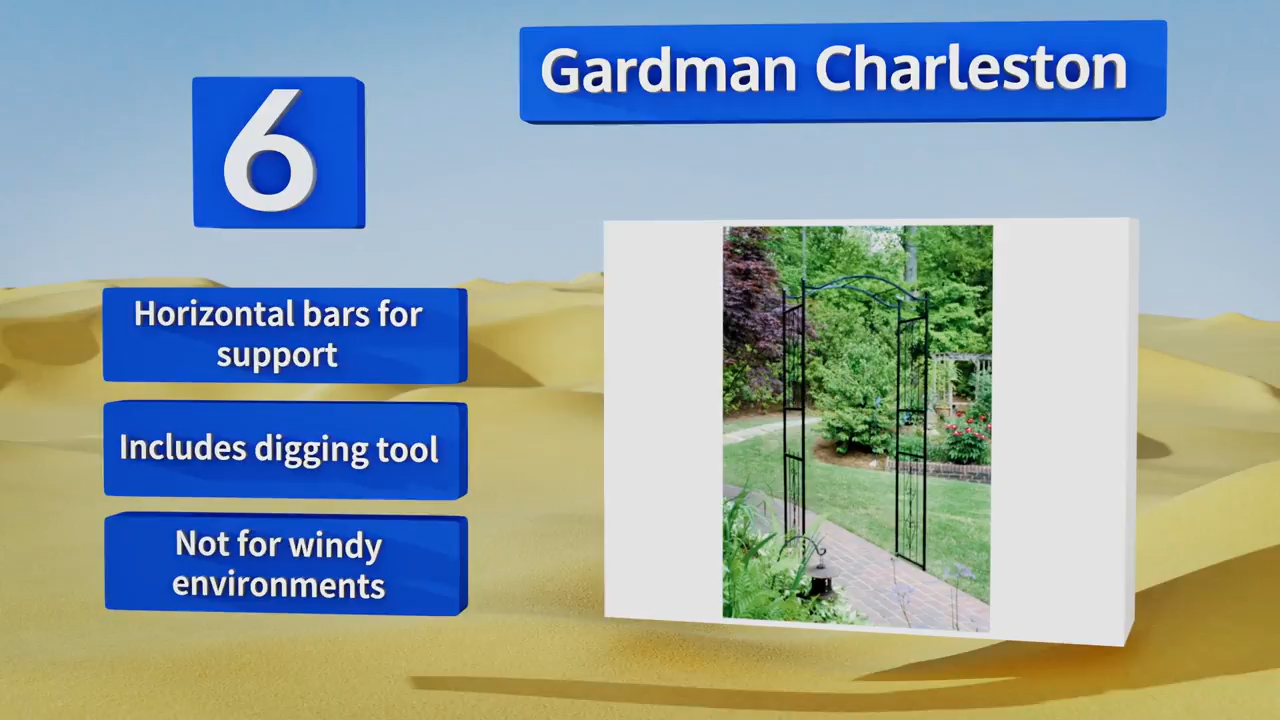 6
Gardman Charleston
Horizontal bars for
support
Includes digging tool
Not for windy
environments